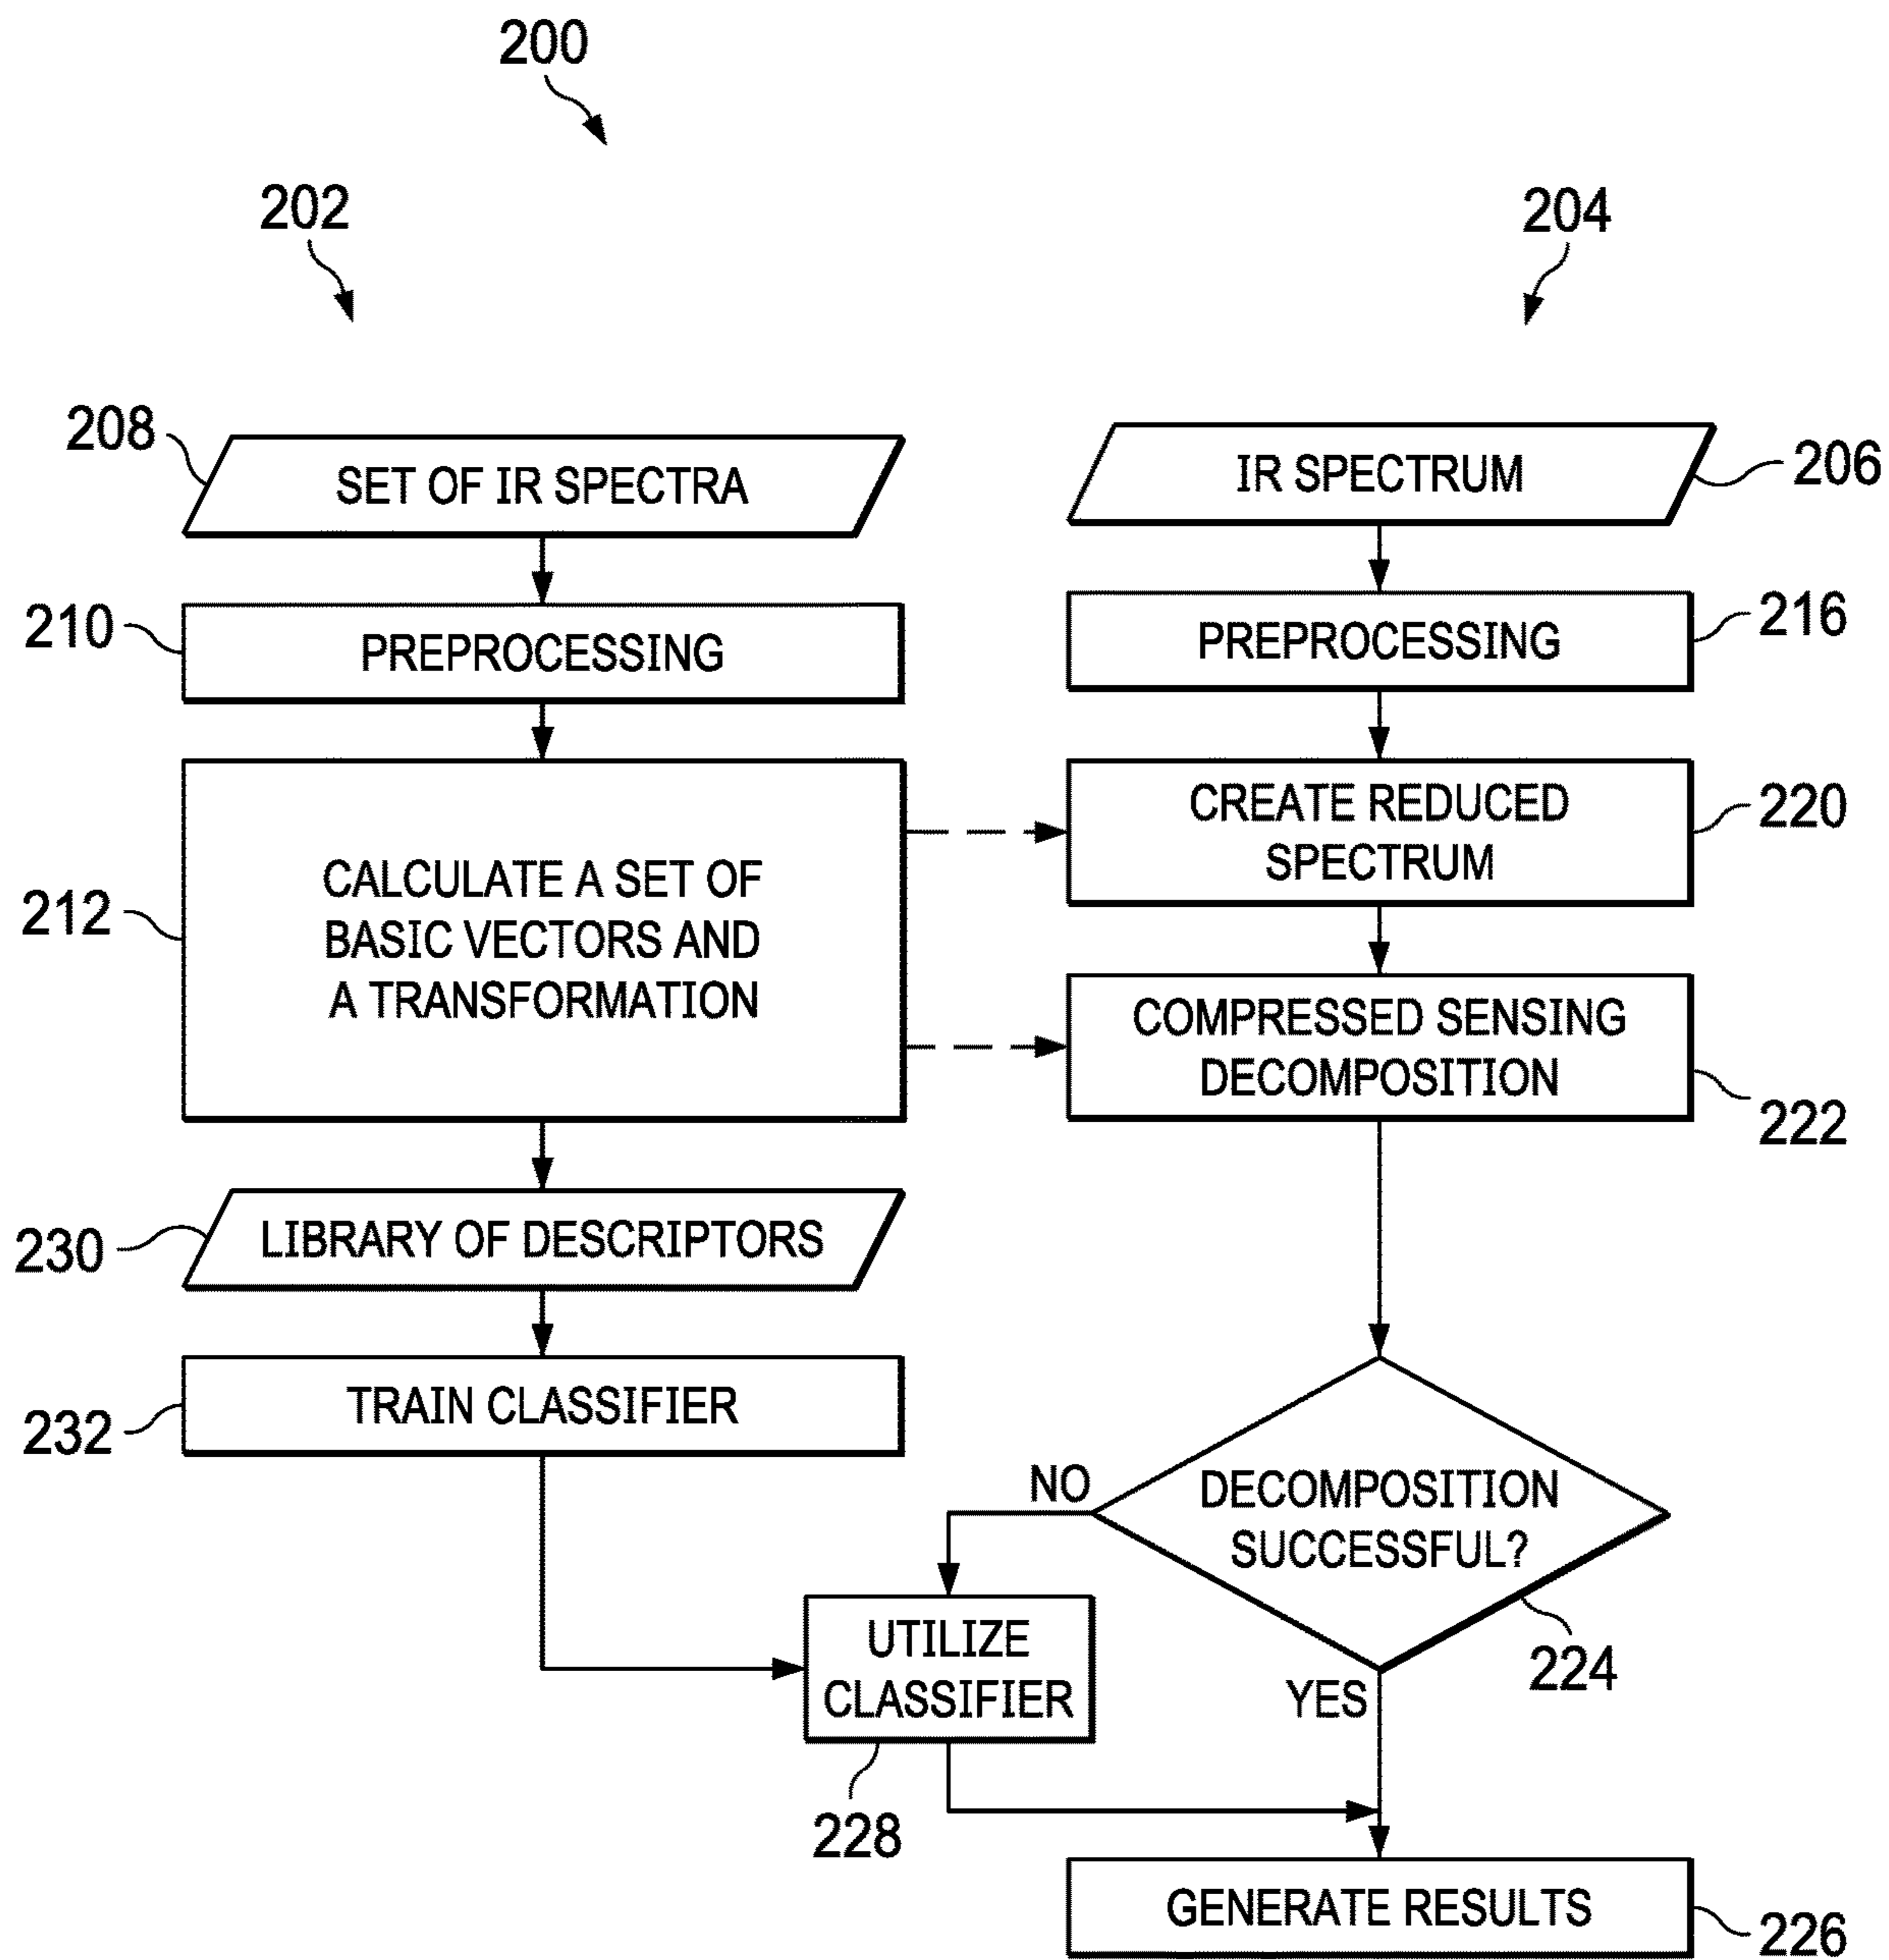 200
202
204
208
SET OF IR SPECTRA
IR SPECTRUM
206
210
PREPROCESSING
PREPROCESSING
216
212
CALCULATE A SET OF
BASIC VECTORS AND
A TRANSFORMATION
CREATE REDUCED
SPECTRUM
220
COMPRESSED SENSING
DECOMPOSITION
222
230
LIBRARY OF DESCRIPTORS
232
TRAIN CLASSIFIER
NO
DECOMPOSITION
SUCCESSFUL?
224
UTILIZE
CLASSIFIER
228
YES
GENERATE RESULTS
226